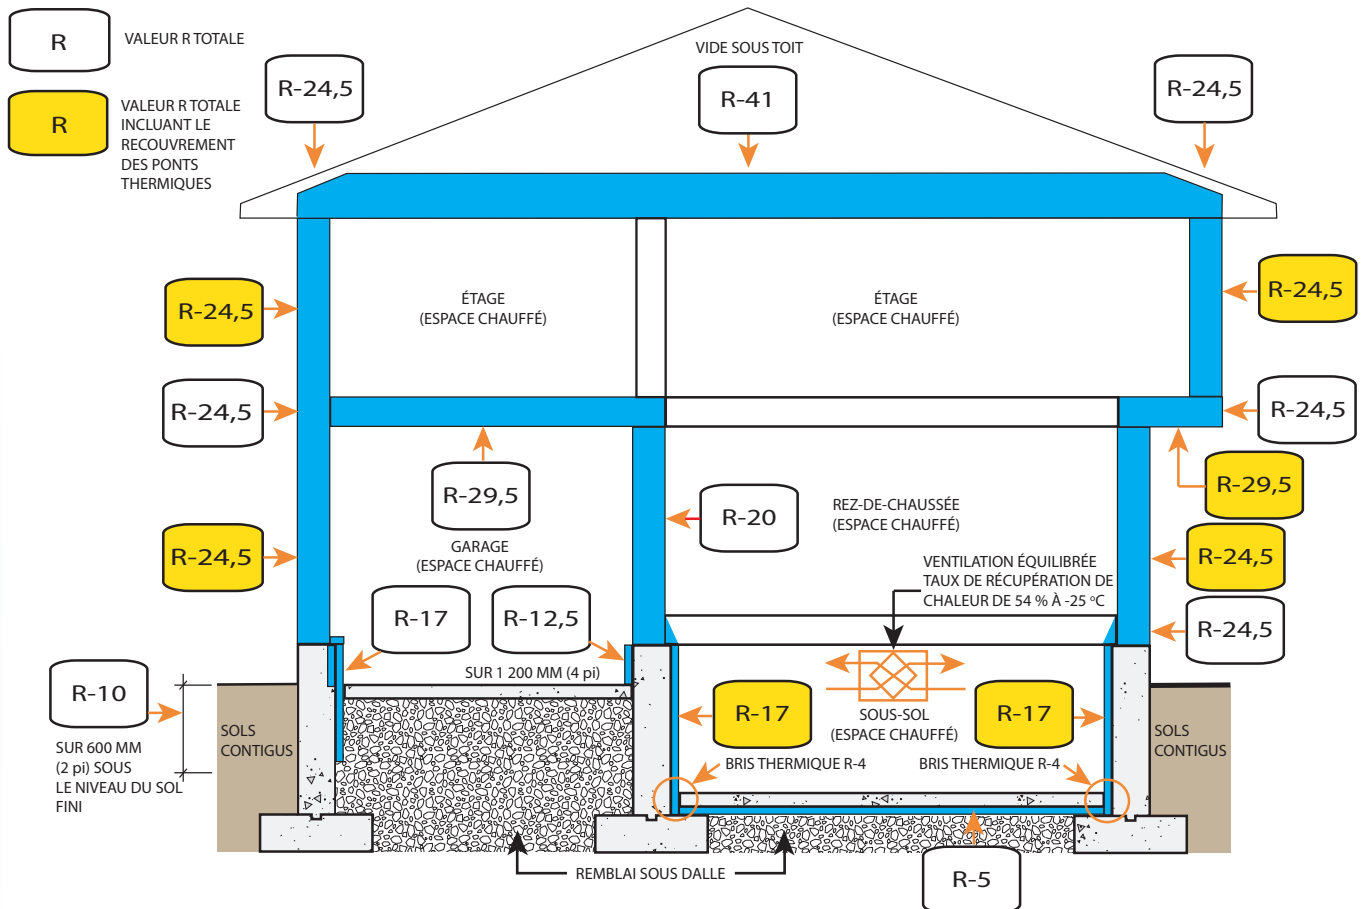 R
VALEUR R TOTALE
R
VALEUR R TOTALE
INCLUANT LE
RECOUVREMENT
DES PONTS
THERMIQUES
R-24,5
VIDE SOUS TOIT
R-41
R-24,5
R-24,5
ÉTAGE
(ESPACE CHAUFFÉ)
ÉTAGE
(ESPACE CHAUFFÉ)
R-24,5
R-24,5
R-24,5
R-29,5
R-29,5
R-20
REZ-DE-CHAUSSÉE
(ESPACE CHAUFFÉ)
R-24,5
GARAGE
(ESPACE CHAUFFÉ)
R-24,5
VENTILATION ÉQUILIBRÉE
TAUX DE RÉCUPÉRATION DE
CHALEUR DE 54 % À -25 °C
R-17
R-12,5
R-24,5
SUR 1 200 MM (4 pi)
R-10
SUR 600 MM
(2 pi) SOUS
LE NIVEAU DU SOL
FINI
SOLS
CONTIGUS
R-17
SOUS-SOL
(ESPACE CHAUFFÉ)
R-17
SOLS
CONTIGUS
BRIS THERMIQUE R-4
BRIS THERMIQUE R-4
REMBLAI SOUS DALLE
R-5